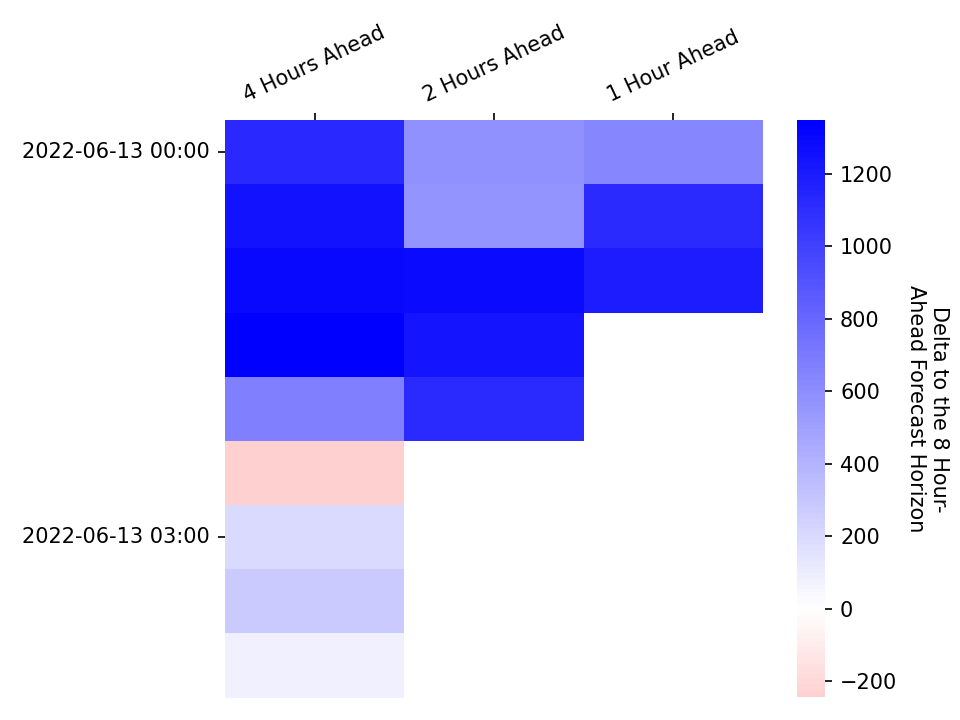 4 Hours Ahead
2 Hours Ahead
1 Hour Ahead
2022-06-13 00:00
2022-06-13 03:00
1200
1000
800
600
400
200
0
−200
Delta to the 8 Hour-
Ahead Forecast Horizon